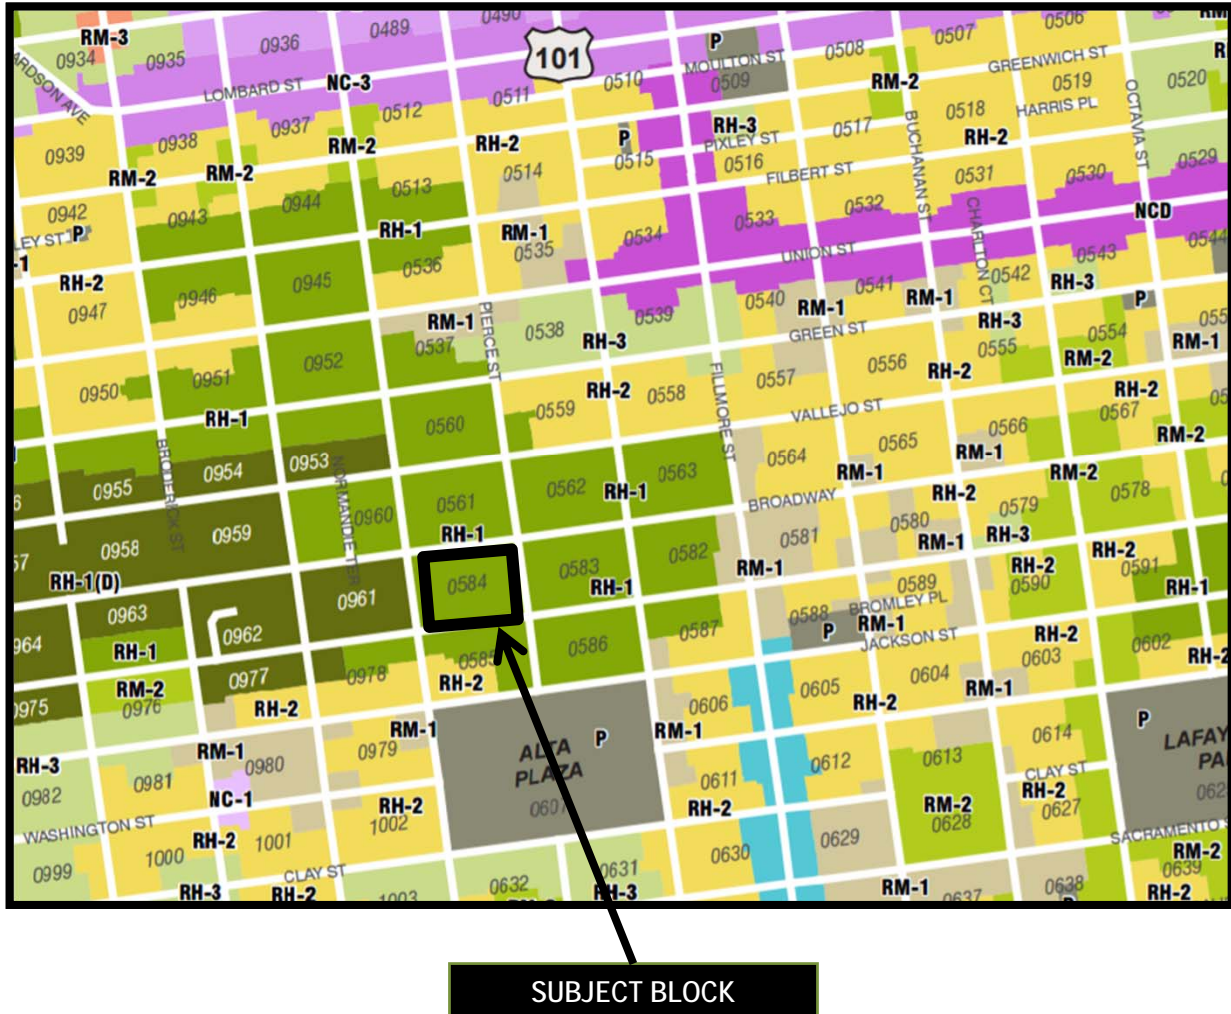 RM-3
0934
0935
0936
0489
0490
101
P
0508
0507
0506
RM-2
GREENWICH ST
MOULTON ST
0509
0510
0519
0520
LOMBARD ST
NC-3
0511
0512
0518
HARRIS PL
OCTAVIA ST
0937
0938
0939
RM-2
RH-2
P
RH-3
PIXLEY ST
0517
BUCHANAN ST
RH-2
RM-2
RM-2
0514
0515
0516
FILBERT ST
0531
0530
0529
0942
0943
0944
0513
P
RH-1
RM-1
0535
0534
0533
0532
CHARLTON CT
NCD
RH-2
0945
0536
UNION ST
0541
0542
0543
0544
RH-3
P
0947
0946
PIERCE ST
RM-1
0537
0538
RH-3
0539
0540
RM-1
RM-1
GREEN ST
RH-3
0554
RM-1
0952
0951
0950
RH-1
0559
RH-2
0558
FILLMORE ST
0557
0556
RH-2
0555
RM-2
RH-2
0560
VALLEJO ST
0567
BRODERICK ST
0954
0953
NORMANDIE TER
0564
0565
0566
RM-1
RM-2
0955
0960
0561
0562
RH-1
0563
RM-1
RM-2
0578
BROADWAY
RH-2
0579
0958
0959
RH-1
0582
0581
0580
RM-1
RH-3
RH-2
0591
RH-1(D)
0961
0584
0583
RH-1
RM-1
0589
RH-2
0590
RH-1
0963
0962
0588
BROMLEY PL
P
RM-1
JACKSON ST
RH-2
0602
RH-1
RM-2
0977
0978
0585
RH-2
0586
0587
0604
0603
RM-1
0975
0976
RH-2
0606
0605
RH-2
RM-1
ALTA
PLAZA
P
0607
RM-1
P
RH-3
RM-1
0980
0979
0614
0981
0982
NC-1
RH-2
0611
RH-2
0612
0613
CLAY ST
RH-2
0627
WASHINGTON ST
RH-2
1001
1002
RM-2
0628
SACRAMENTO
0999
1000
CLAY ST
0632
0631
0630
0629
RM-2
0639
RH-3
RH-2
1003
RH-3
RM-1
0637
0638
RH-2
SUBJECT BLOCK